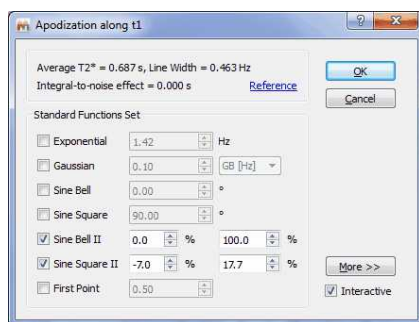 Apodization along t1
Average T2* = 0.687 s, Line Width = 0.463 Hz
Integral-to-noise effect = 0.000 s Reference
OK
Cancel
Standard Functions Set
Exponential 1.42 Hz
Gaussian 0.10 GB [Hz]
Sine Bell 0.00 °
Sine Square 90.00 °
Sine Bell II 0.0 % 100.0 %
Sine Square II -7.0 % 17.7 %
First Point 0.50
More >>
Interactive